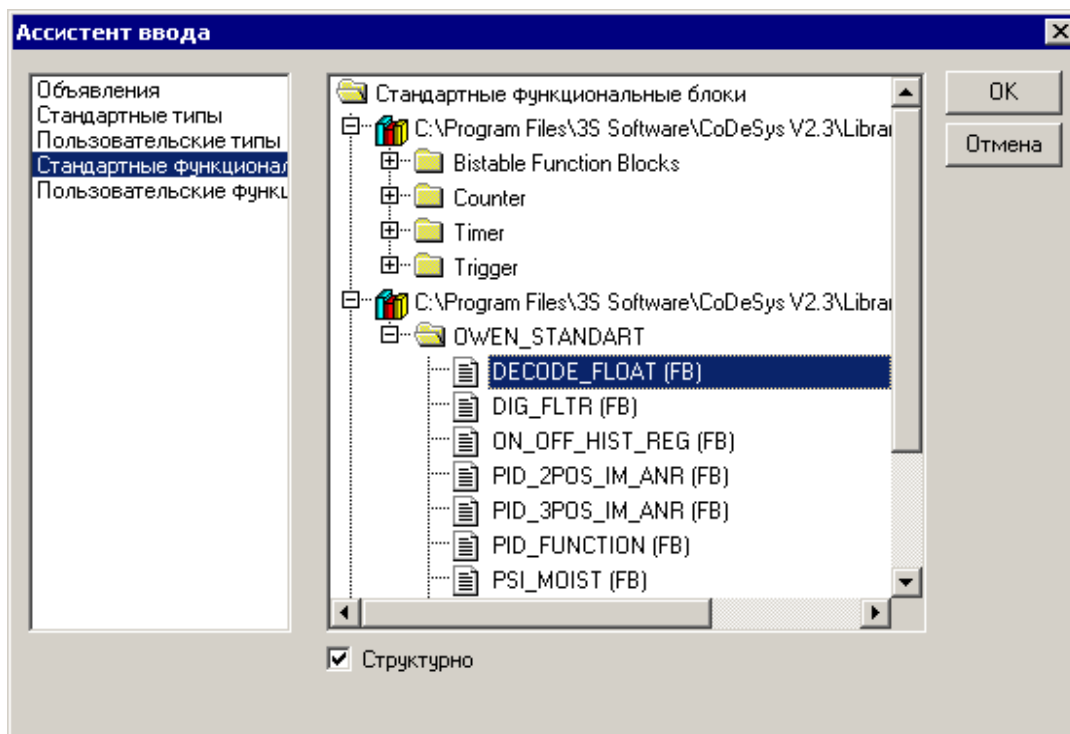 Ассистент ввода
Объявления
Стандартные типы
Пользовательские типы
Стандартные функционал
Пользовательские функц
Стандартные функциональные блоки
C:\Program Files\3S Software\CoDeSys V2.3\Librar
Bistable Function Blocks
Counter
Timer
Trigger
C:\Program Files\3S Software\CoDeSys V2.3\Librar
OWEN_STANDART
DECODE_FLOAT (FB)
DIG_FLTR (FB)
ON_OFF_HIST_REG (FB)
PID_2POS_IM_ANR (FB)
PID_3POS_IM_ANR (FB)
PID_FUNCTION (FB)
PSI_MOIST (FB)
Структурно
OK
Отмена